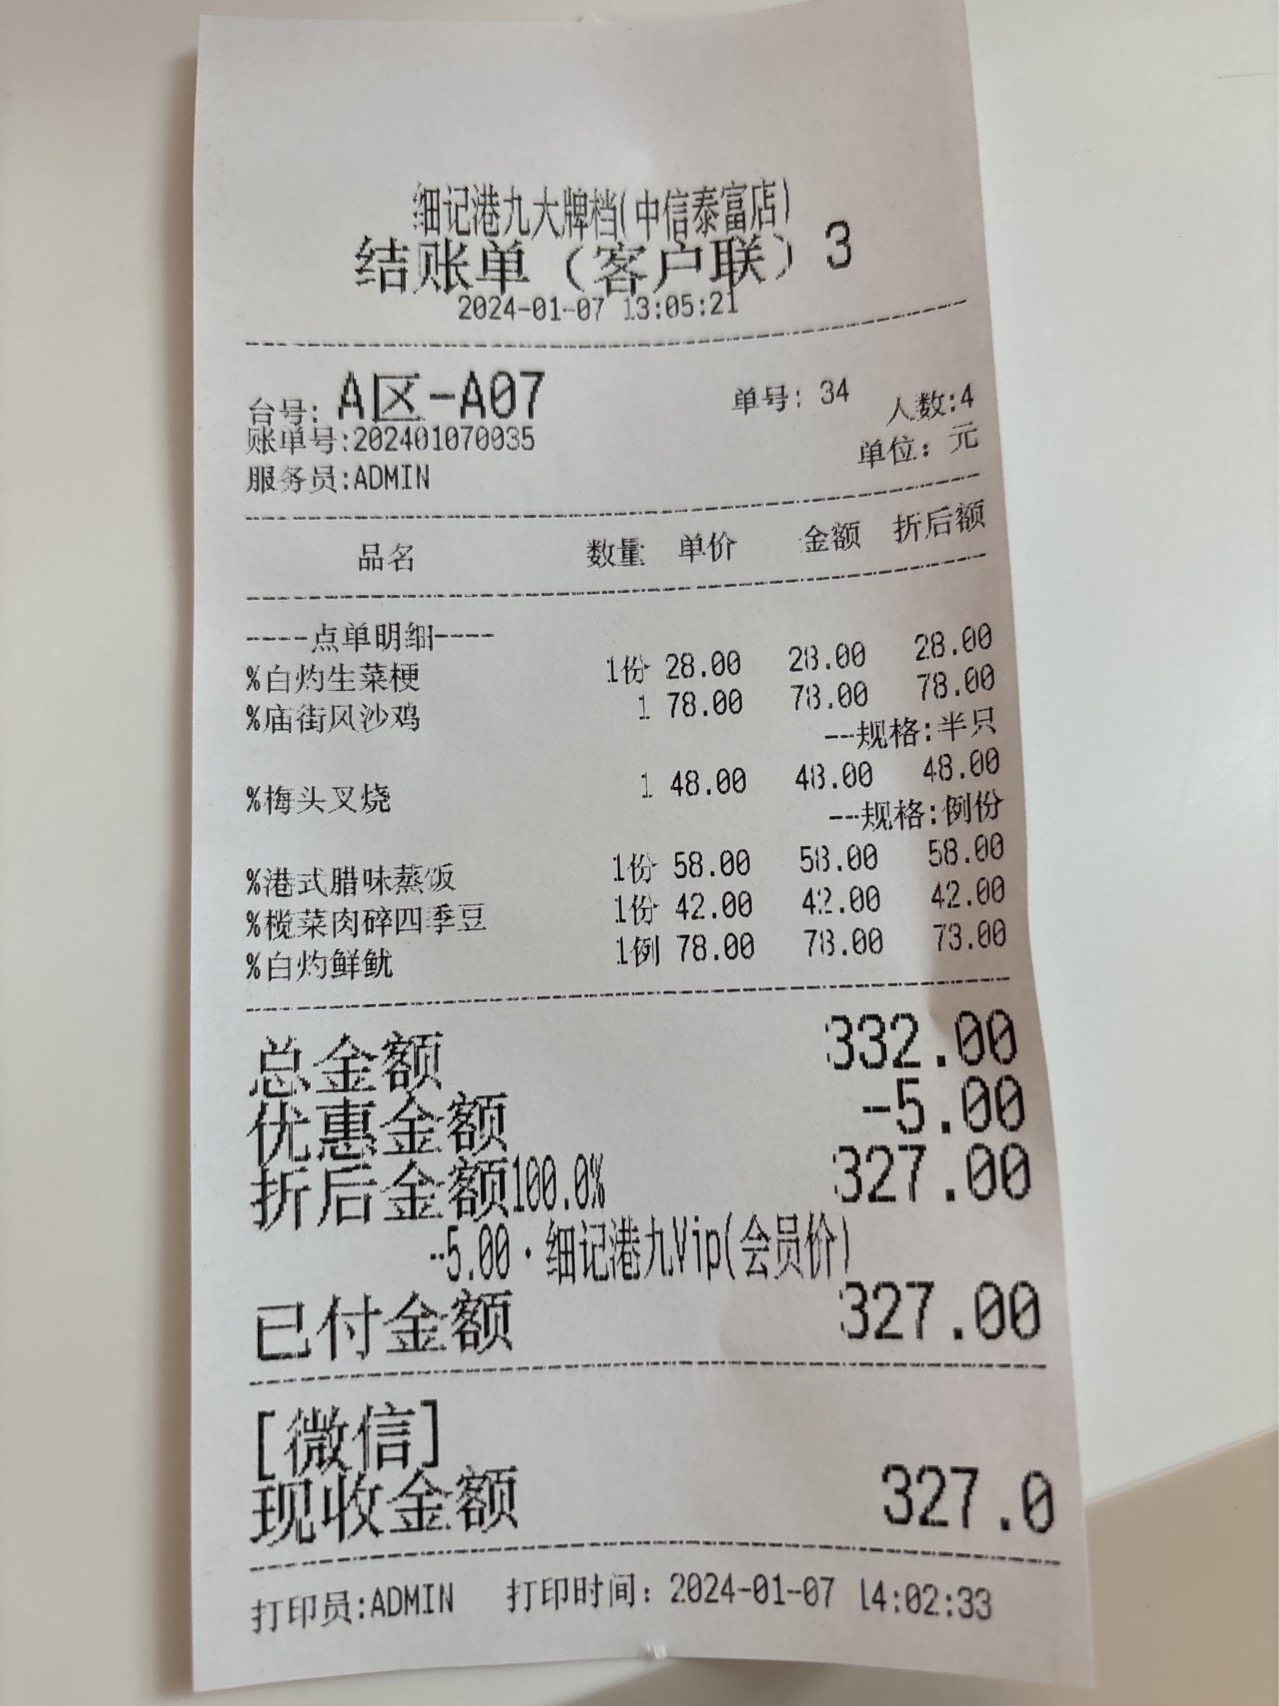 细记港九大牌档(中信泰富店)
结账单（客户联）3
2024-01-07 13:05:21
台号: A区-A07 单号: 34 人数:4
账单号:202401070035 单位: 元
服务员:ADMIN
品名 数量 单价 金额 折后额
----点单明细----
%白灼生菜梗 1份 28.00 28.00 28.00
%庙街风沙鸡 1 78.00 78.00 78.00
---规格:半只
%梅头叉烧 1 48.00 48.00 48.00
---规格:例份
%港式腊味蒸饭 1份 58.00 58.00 58.00
%榄菜肉碎四季豆 1份 42.00 42.00 42.00
%白灼鲜鱿 1例 78.00 78.00 73.00
总金额 332.00
优惠金额 -5.00
折后金额100.0% 327.00
-5.00·细记港九Vip(会员价)
已付金额 327.00
[微信]
现收金额 327.0
打印员:ADMIN 打印时间: 2024-01-07 14:02:33